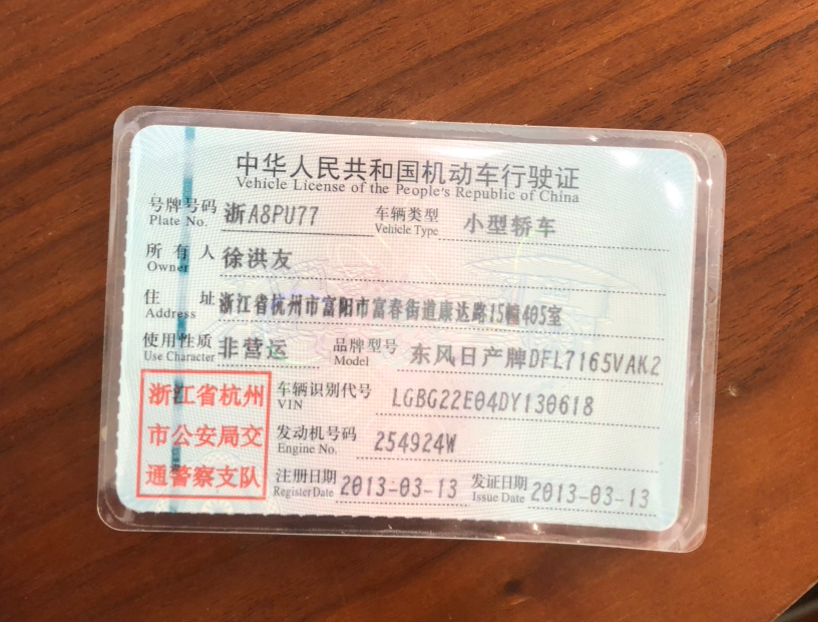 中华人民共和国机动车行驶证
Vehicle License of the People's Republic of China
号牌号码 浙A8PU77 车辆类型 小型轿车
Plate No. Vehicle Type
所有人 徐洪友
Owner
住址 浙江省杭州市富阳市富春街道康达路15幢405室
Address
使用性质 非营运 品牌型号 东风日产牌DFL7165VAK2
Use Character Model
浙江省杭州 车辆识别代号 LGBG22E04DY130618
VIN
市公安局交 发动机号码 254924W
Engine No.
通警察支队 注册日期 2013-03-13 发证日期 2013-03-13
Register Date Issue Date